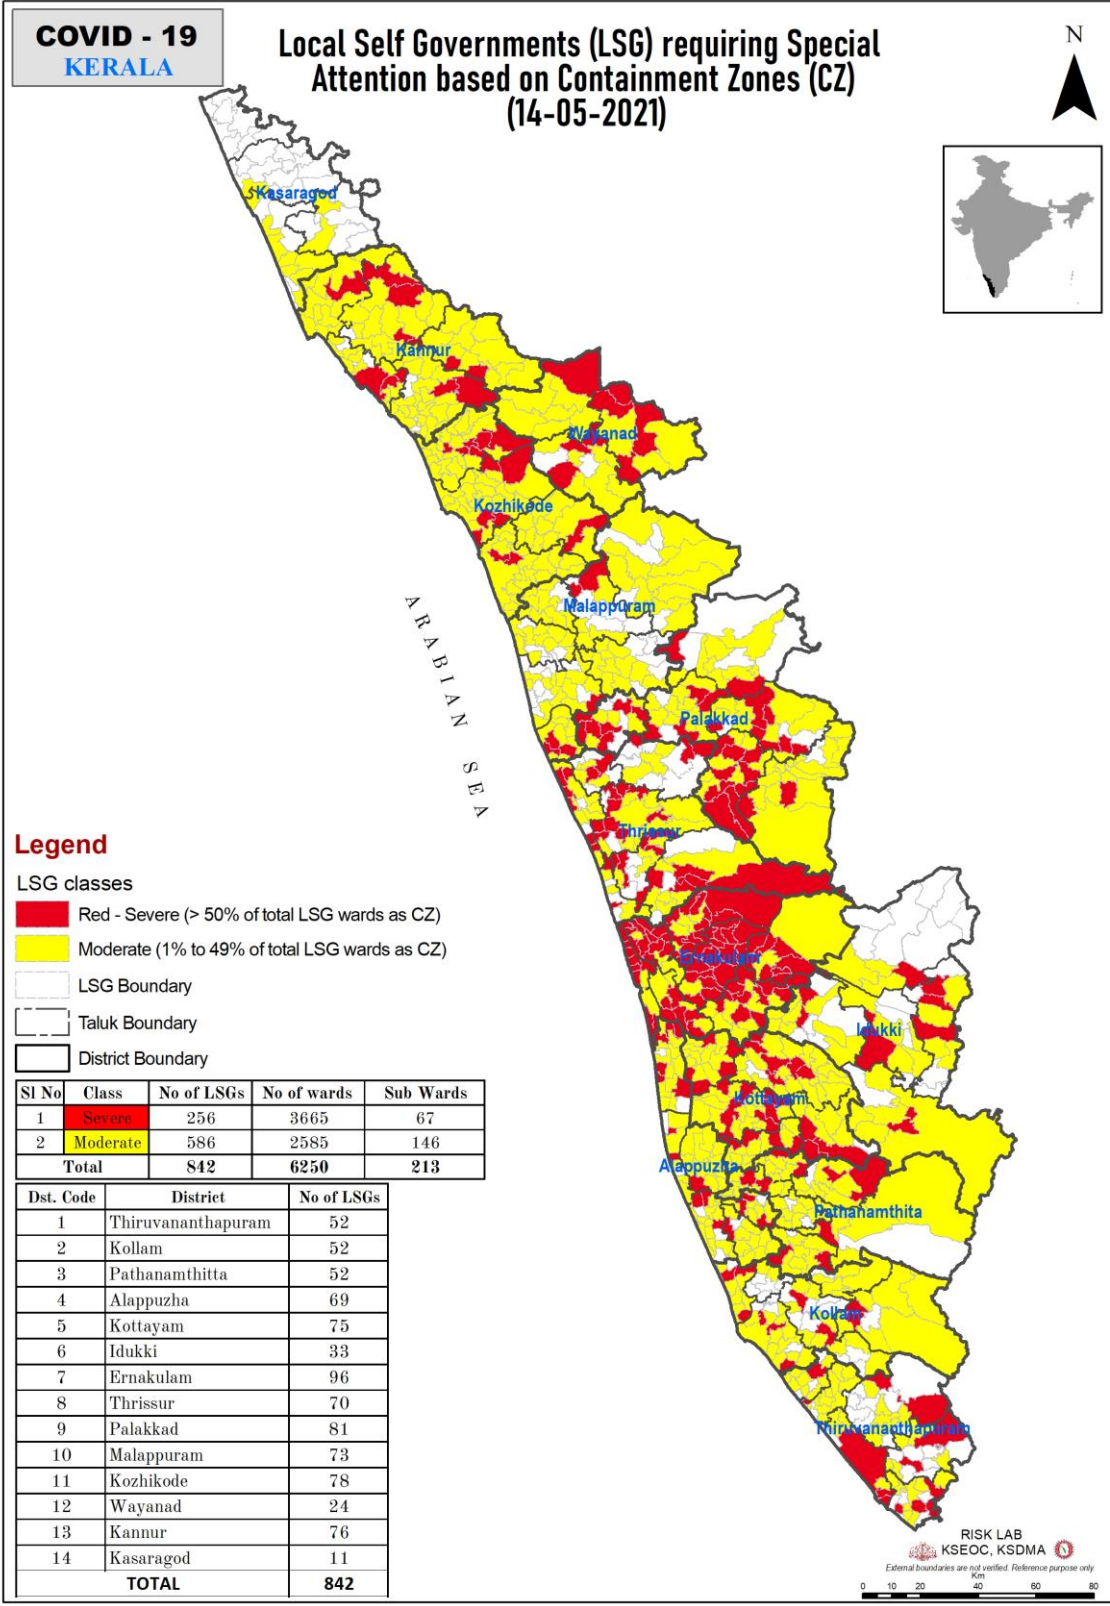 COVID - 19
KERALA
Local Self Governments (LSG) requiring Special
Attention based on Containment Zones (CZ)
(14-05-2021)
N
Kasaragod
Kannur
Wayanad
Kozhikode
Malappuram
ARABIAN SEA
Palakkad
Thrissur
Ernakulam
Idukki
Kottayam
Alappuzha
Pathanamthita
Kollam
Thiruvananthapuram
Legend
LSG classes
Red - Severe (> 50% of total LSG wards as CZ)
Moderate (1% to 49% of total LSG wards as CZ)
LSG Boundary
Taluk Boundary
District Boundary
Sl No Class No of LSGs No of wards Sub Wards
1 Severe 256 3665 67
2 Moderate 586 2585 146
Total 842 6250 213
Dst. Code District No of LSGs
1 Thiruvananthapuram 52
2 Kollam 52
3 Pathanamthitta 52
4 Alappuzha 69
5 Kottayam 75
6 Idukki 33
7 Ernakulam 96
8 Thrissur 70
9 Palakkad 81
10 Malappuram 73
11 Kozhikode 78
12 Wayanad 24
13 Kannur 76
14 Kasaragod 11
TOTAL 842
RISK LAB
KSEOC, KSDMA
External boundaries are not verified. Reference purpose only
Km
0 10 20 40 60 80